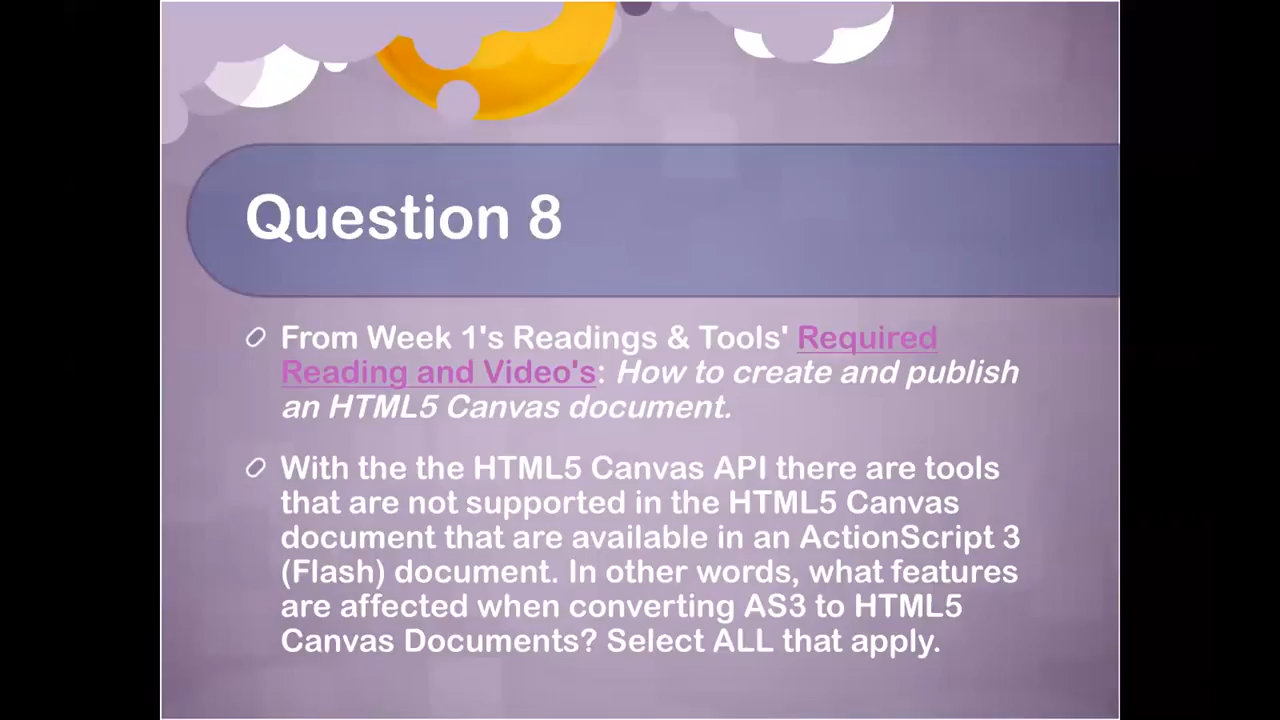 Question 8
From Week 1's Readings & Tools' Required
Reading and Video's: How to create and publish
an HTML5 Canvas document.
With the the HTML5 Canvas API there are tools
that are not supported in the HTML5 Canvas
document that are available in an ActionScript 3
(Flash) document. In other words, what features
are affected when converting AS3 to HTML5
Canvas Documents? Select ALL that apply.